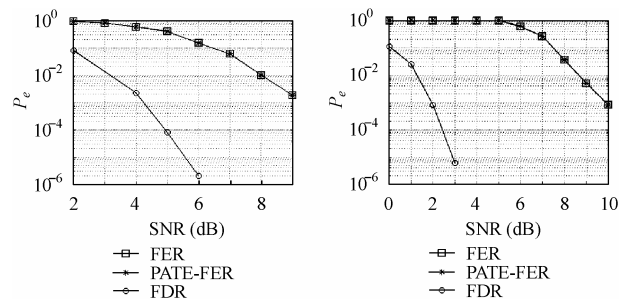 10^0
10^-2
10^-4
10^-6
P_e
2 4 6 8
SNR (dB)
FER
PATE-FER
FDR
10^0
10^-2
10^-4
10^-6
P_e
0 2 4 6 8 10
SNR (dB)
FER
PATE-FER
FDR